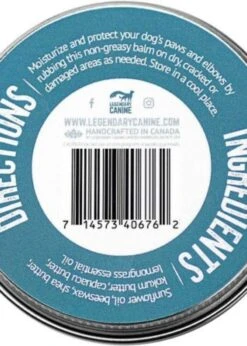 DIRECTIONS
Moisturize and protect your dog's paws and elbows by
rubbing this non-greasy balm on dry, cracked or
damaged areas as needed. Store in a cool place.
LEGENDARY
CANINE
WWW.LEGENDARYCANINE.COM
HANDCRAFTED IN CANADA
7 14573 40676 2
INGREDIENTS
Sunflower oil, beeswax, shea butter,
kokum butter, cupuacu butter,
lemongrass essential oil.